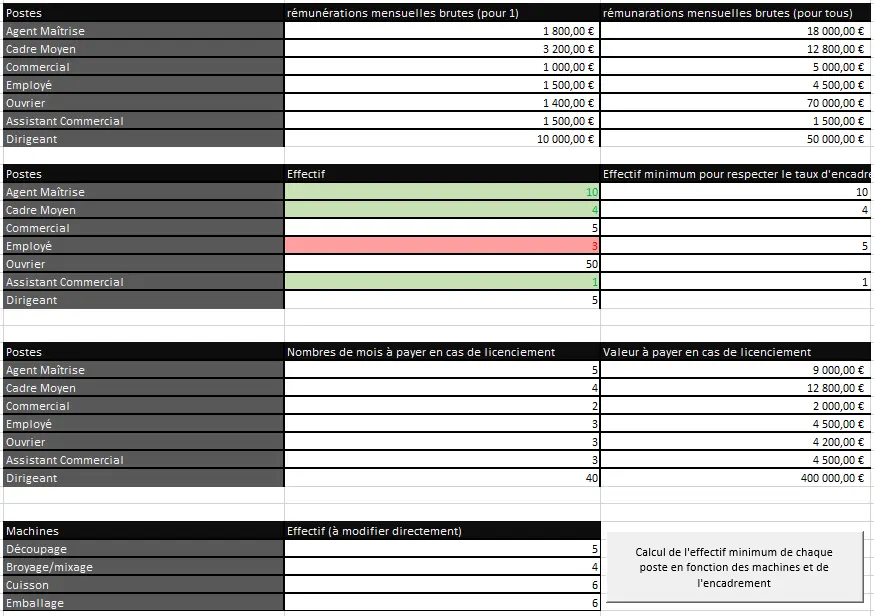 Postes rémunérations mensuelles brutes (pour 1) rémunarations mensuelles brutes (pour tous)
Agent Maîtrise 1 800,00 € 18 000,00 €
Cadre Moyen 3 200,00 € 12 800,00 €
Commercial 1 000,00 € 5 000,00 €
Employé 1 500,00 € 4 500,00 €
Ouvrier 1 400,00 € 70 000,00 €
Assistant Commercial 1 500,00 € 1 500,00 €
Dirigeant 10 000,00 € 50 000,00 €
Postes Effectif Effectif minimum pour respecter le taux d'encadre
Agent Maîtrise 10 10
Cadre Moyen 4 4
Commercial 5
Employé 3 5
Ouvrier 50
Assistant Commercial 1 1
Dirigeant 5
Postes Nombres de mois à payer en cas de licenciement Valeur à payer en cas de licenciement
Agent Maîtrise 5 9 000,00 €
Cadre Moyen 4 12 800,00 €
Commercial 2 2 000,00 €
Employé 3 4 500,00 €
Ouvrier 3 4 200,00 €
Assistant Commercial 3 4 500,00 €
Dirigeant 40 400 000,00 €
Machines Effectif (à modifier directement)
Découpage 5
Broyage/mixage 4
Cuisson 6
Emballage 6
Calcul de l'effectif minimum de chaque
poste en fonction des machines et de
l'encadrement